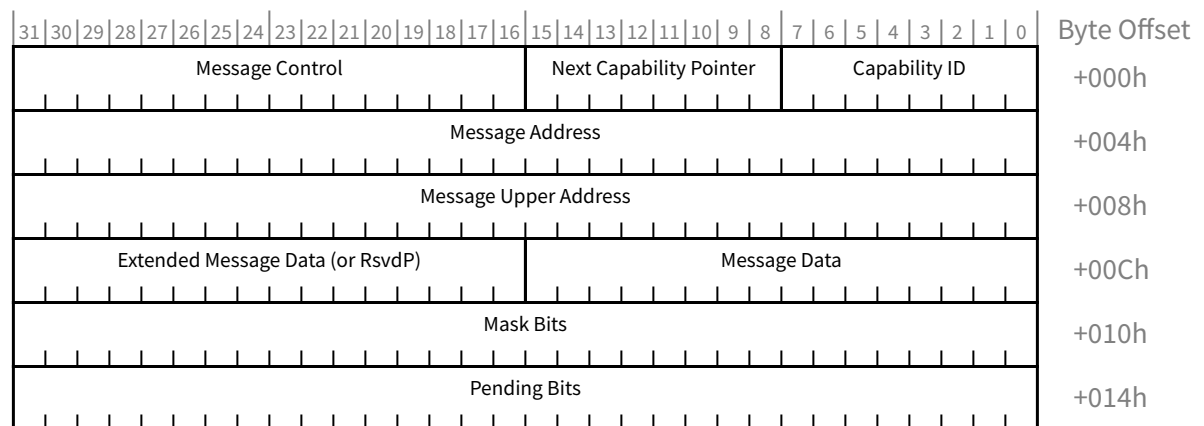 31 30 29 28 27 26 25 24 23 22 21 20 19 18 17 16 15 14 13 12 11 10 9 8 7 6 5 4 3 2 1 0 Byte Offset
Message Control Next Capability Pointer Capability ID +000h
Message Address +004h
Message Upper Address +008h
Extended Message Data (or RsvdP) Message Data +00Ch
Mask Bits +010h
Pending Bits +014h